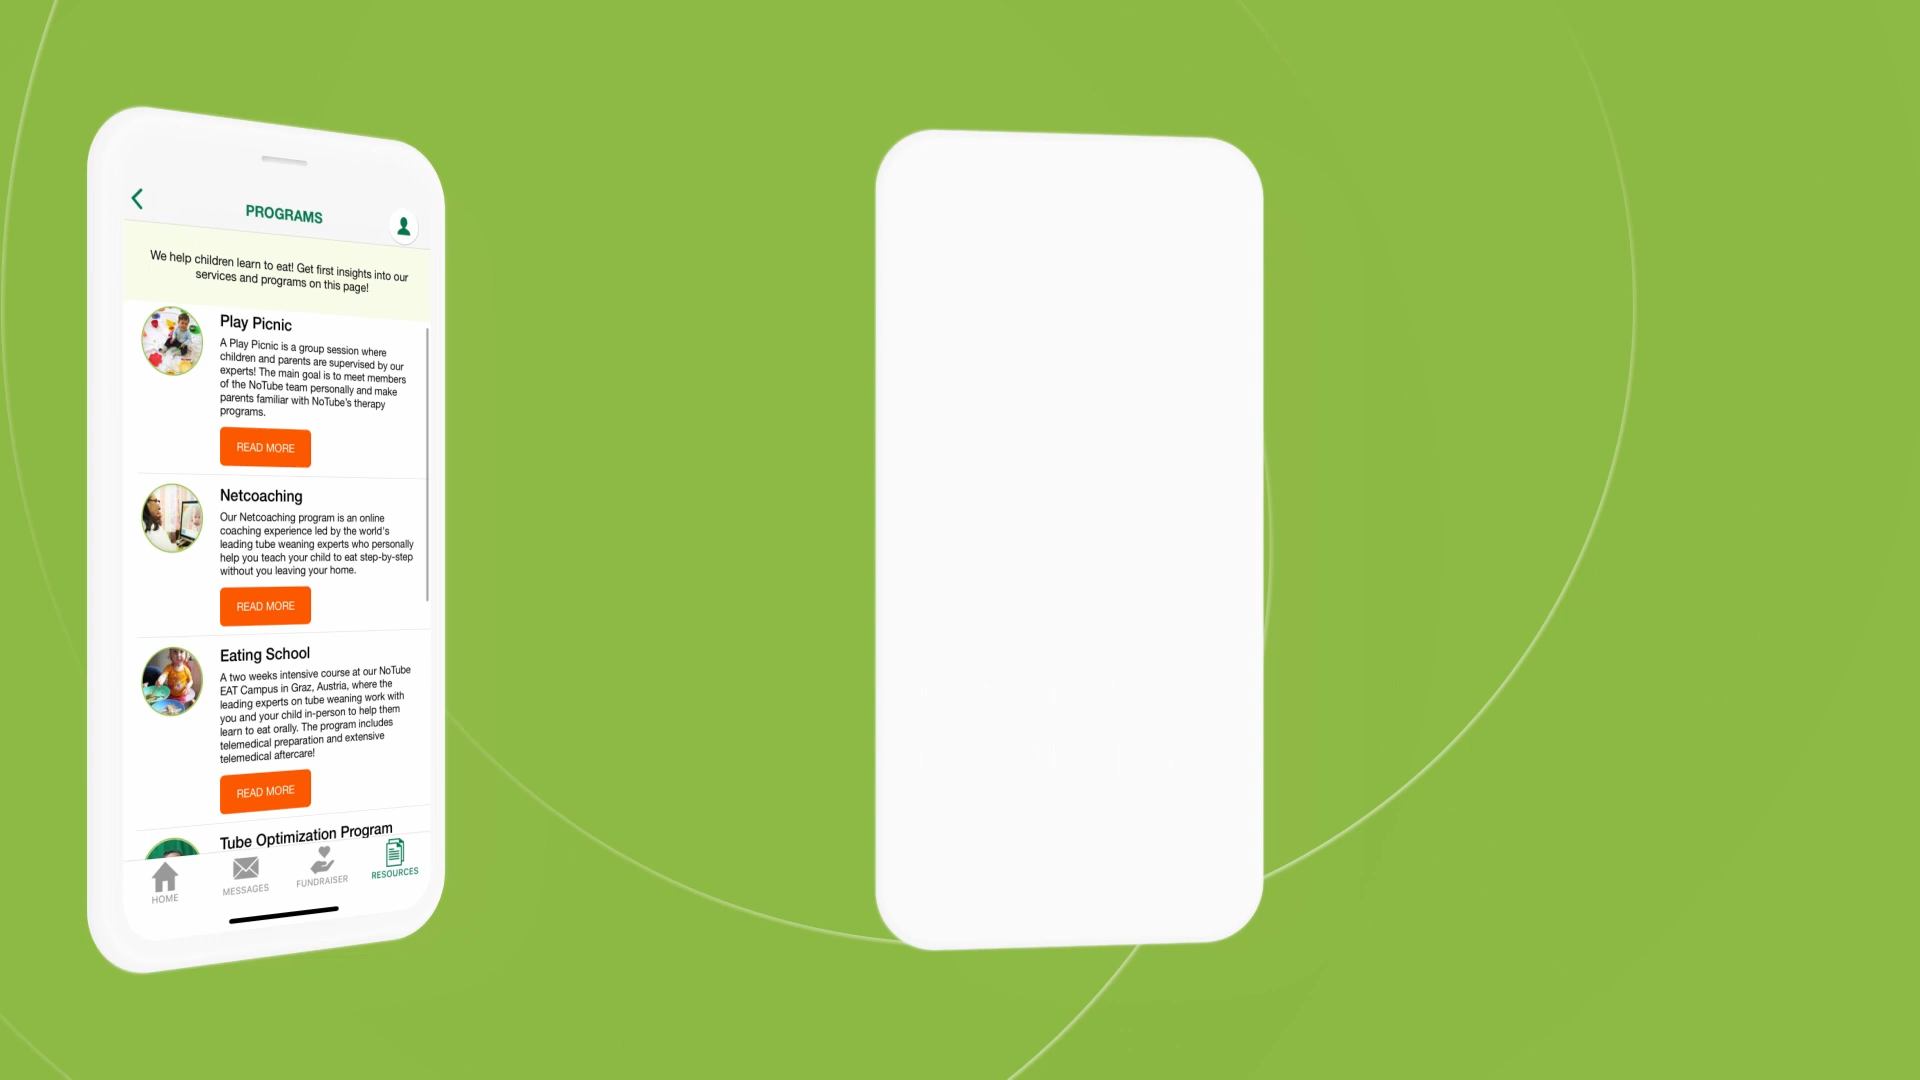 PROGRAMS
We help children learn to eat! Get first insights into our
services and programs on this page!
Play Picnic
A Play Picnic is a group session where
children and parents are supervised by our
experts! The main goal is to meet members
of the NoTube team personally and make
parents familiar with NoTube's therapy
programs.
READ MORE
Netcoaching
Our Netcoaching program is an online
coaching experience led by the world's
leading tube weaning experts who personally
help you teach your child to eat step-by-step
without you leaving your home.
READ MORE
Eating School
A two weeks intensive course at our NoTube
EAT Campus in Graz, Austria, where the
leading experts on tube weaning work with
you and your child in-person to help them
learn to eat orally. The program includes
telemedical preparation and extensive
telemedical aftercare!
READ MORE
Tube Optimization Program
HOME MESSAGES FUNDRAISER RESOURCES